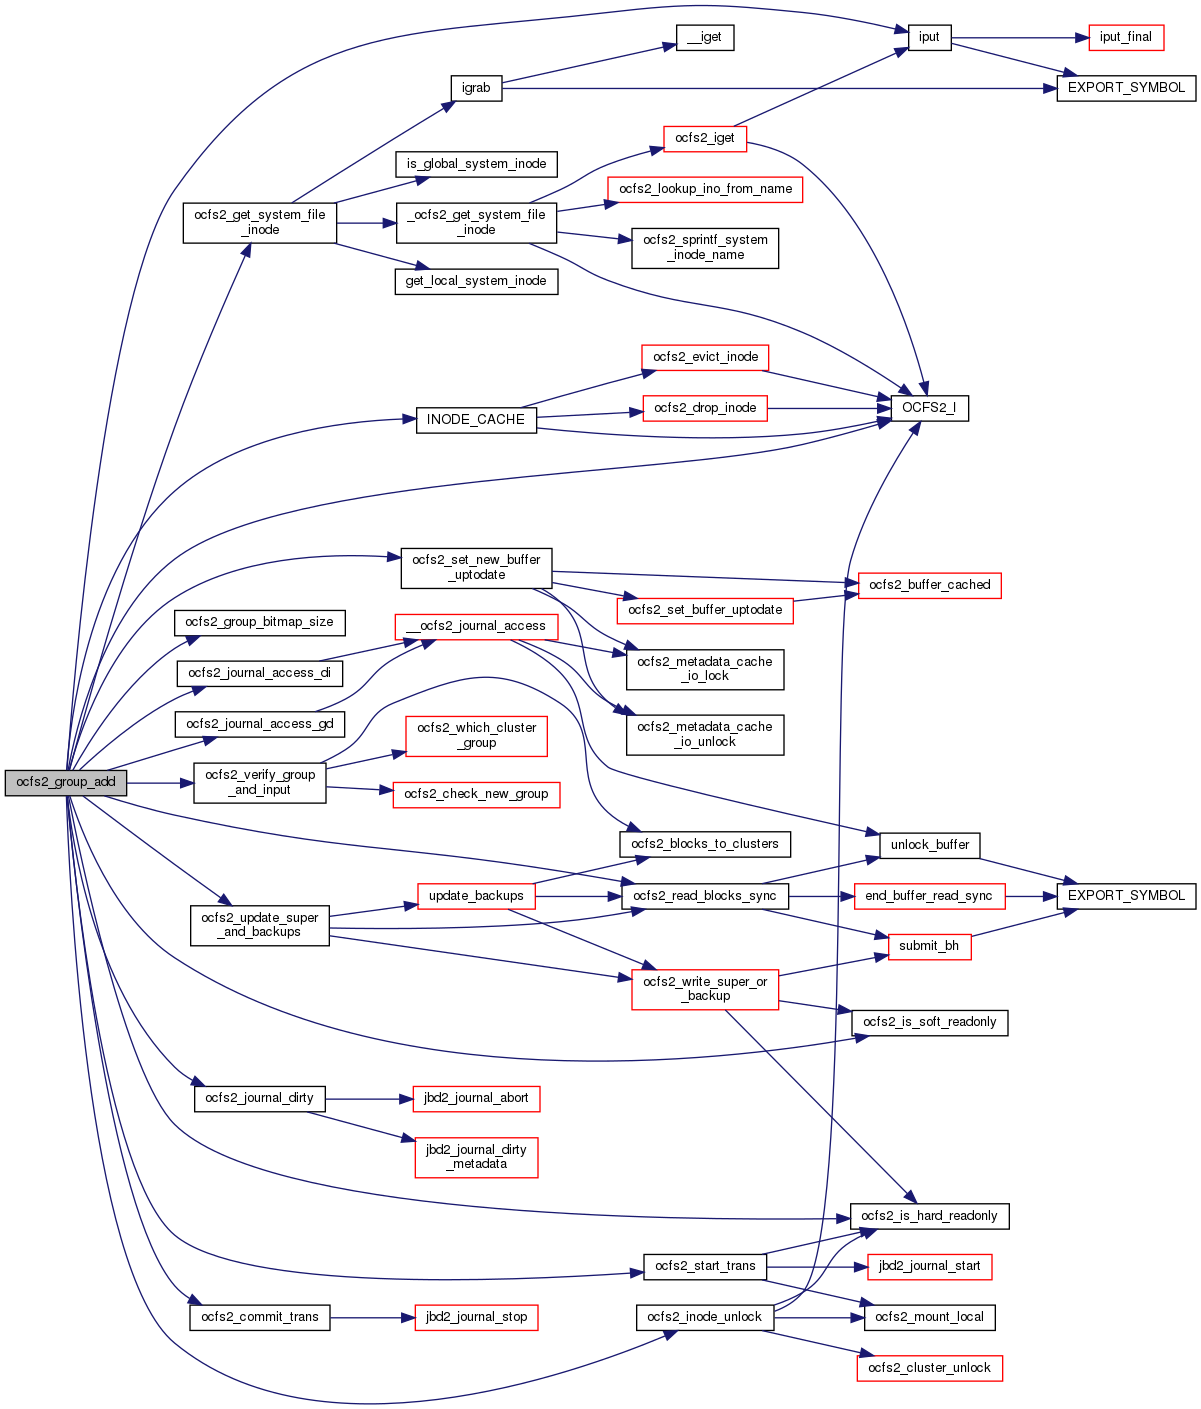 iput
iput_final
__iget
igrab
EXPORT_SYMBOL
ocfs2_iget
is_global_system_inode
ocfs2_lookup_ino_from_name
ocfs2_get_system_file
_inode
_ocfs2_get_system_file
_inode
ocfs2_sprintf_system
_inode_name
get_local_system_inode
ocfs2_evict_inode
ocfs2_drop_inode
OCFS2_I
INODE_CACHE
ocfs2_set_new_buffer
_uptodate
ocfs2_buffer_cached
ocfs2_set_buffer_uptodate
ocfs2_group_bitmap_size
__ocfs2_journal_access
ocfs2_journal_access_di
ocfs2_metadata_cache
_io_lock
ocfs2_journal_access_gd
ocfs2_which_cluster
_group
ocfs2_metadata_cache
_io_unlock
ocfs2_group_add
ocfs2_verify_group
_and_input
ocfs2_check_new_group
ocfs2_blocks_to_clusters
unlock_buffer
update_backups
ocfs2_read_blocks_sync
end_buffer_read_sync
EXPORT_SYMBOL
ocfs2_update_super
_and_backups
submit_bh
ocfs2_write_super_or
_backup
ocfs2_is_soft_readonly
ocfs2_journal_dirty
jbd2_journal_abort
jbd2_journal_dirty
_metadata
ocfs2_is_hard_readonly
ocfs2_start_trans
jbd2_journal_start
ocfs2_commit_trans
jbd2_journal_stop
ocfs2_inode_unlock
ocfs2_mount_local
ocfs2_cluster_unlock